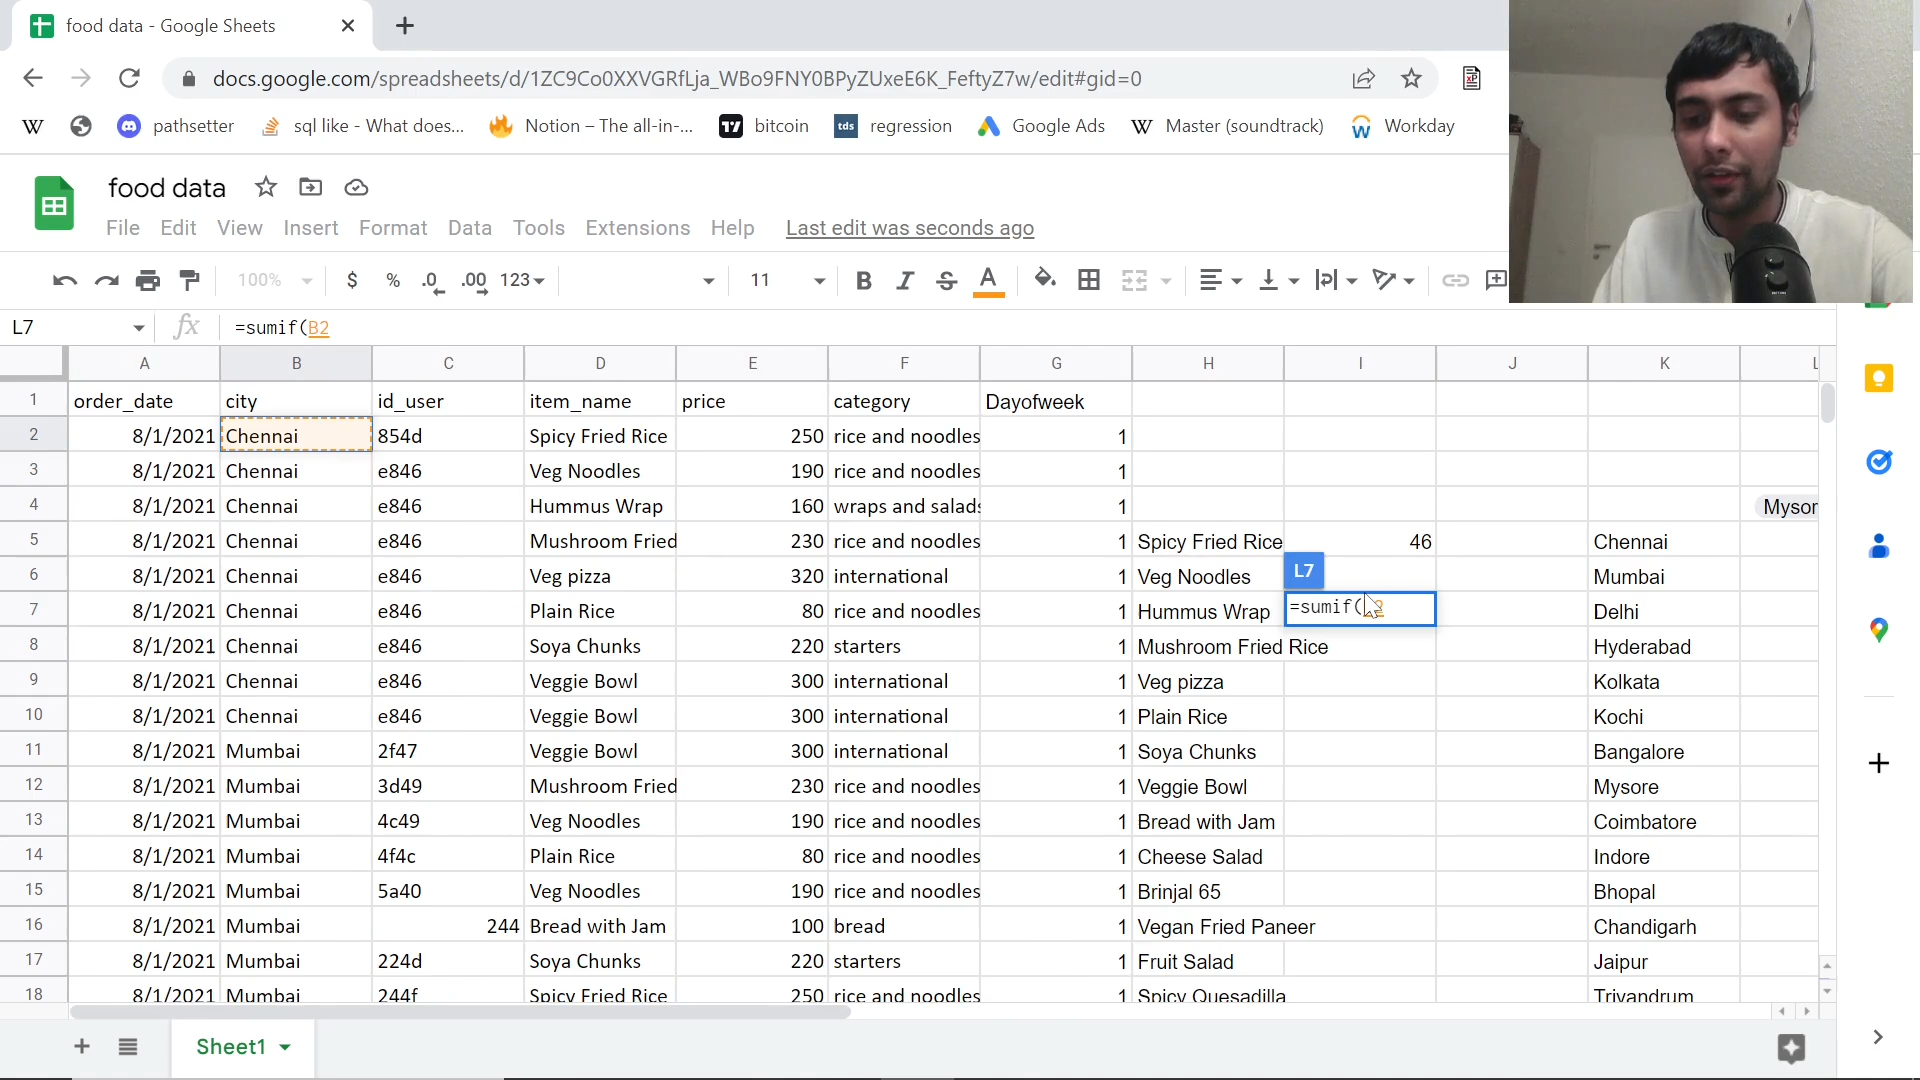 food data - Google Sheets
docs.google.com/spreadsheets/d/1ZC9Co0XXVGRfLja_WBo9FNY0BPyZUxeE6K_FeftyZ7w/edit#gid=0
pathsetter sql like - What does... Notion – The all-in-... bitcoin tds regression Google Ads Master (soundtrack) Workday
food data
File Edit View Insert Format Data Tools Extensions Help Last edit was seconds ago
100% $ % .0 .00 123 11 B I S A
L7 fx =sumif(B2
A B C D E F G H I J K L
1 order_date city id_user item_name price category Dayofweek
2 8/1/2021 Chennai 854d Spicy Fried Rice 250 rice and noodles 1
3 8/1/2021 Chennai e846 Veg Noodles 190 rice and noodles 1
4 8/1/2021 Chennai e846 Hummus Wrap 160 wraps and salads 1 Mysor
5 8/1/2021 Chennai e846 Mushroom Fried 230 rice and noodles 1 Spicy Fried Rice 46 Chennai
6 8/1/2021 Chennai e846 Veg pizza 320 international 1 Veg Noodles L7 Mumbai
7 8/1/2021 Chennai e846 Plain Rice 80 rice and noodles 1 Hummus Wrap =sumif( Delhi
8 8/1/2021 Chennai e846 Soya Chunks 220 starters 1 Mushroom Fried Rice Hyderabad
9 8/1/2021 Chennai e846 Veggie Bowl 300 international 1 Veg pizza Kolkata
10 8/1/2021 Chennai e846 Veggie Bowl 300 international 1 Plain Rice Kochi
11 8/1/2021 Mumbai 2f47 Veggie Bowl 300 international 1 Soya Chunks Bangalore
12 8/1/2021 Mumbai 3d49 Mushroom Fried 230 rice and noodles 1 Veggie Bowl Mysore
13 8/1/2021 Mumbai 4c49 Veg Noodles 190 rice and noodles 1 Bread with Jam Coimbatore
14 8/1/2021 Mumbai 4f4c Plain Rice 80 rice and noodles 1 Cheese Salad Indore
15 8/1/2021 Mumbai 5a40 Veg Noodles 190 rice and noodles 1 Brinjal 65 Bhopal
16 8/1/2021 Mumbai 244 Bread with Jam 100 bread 1 Vegan Fried Paneer Chandigarh
17 8/1/2021 Mumbai 224d Soya Chunks 220 starters 1 Fruit Salad Jaipur
18 8/1/2021 Mumbai 244f Spicy Fried Rice 250 rice and noodles 1 Spicy Quesadilla Trivandrum
Sheet1